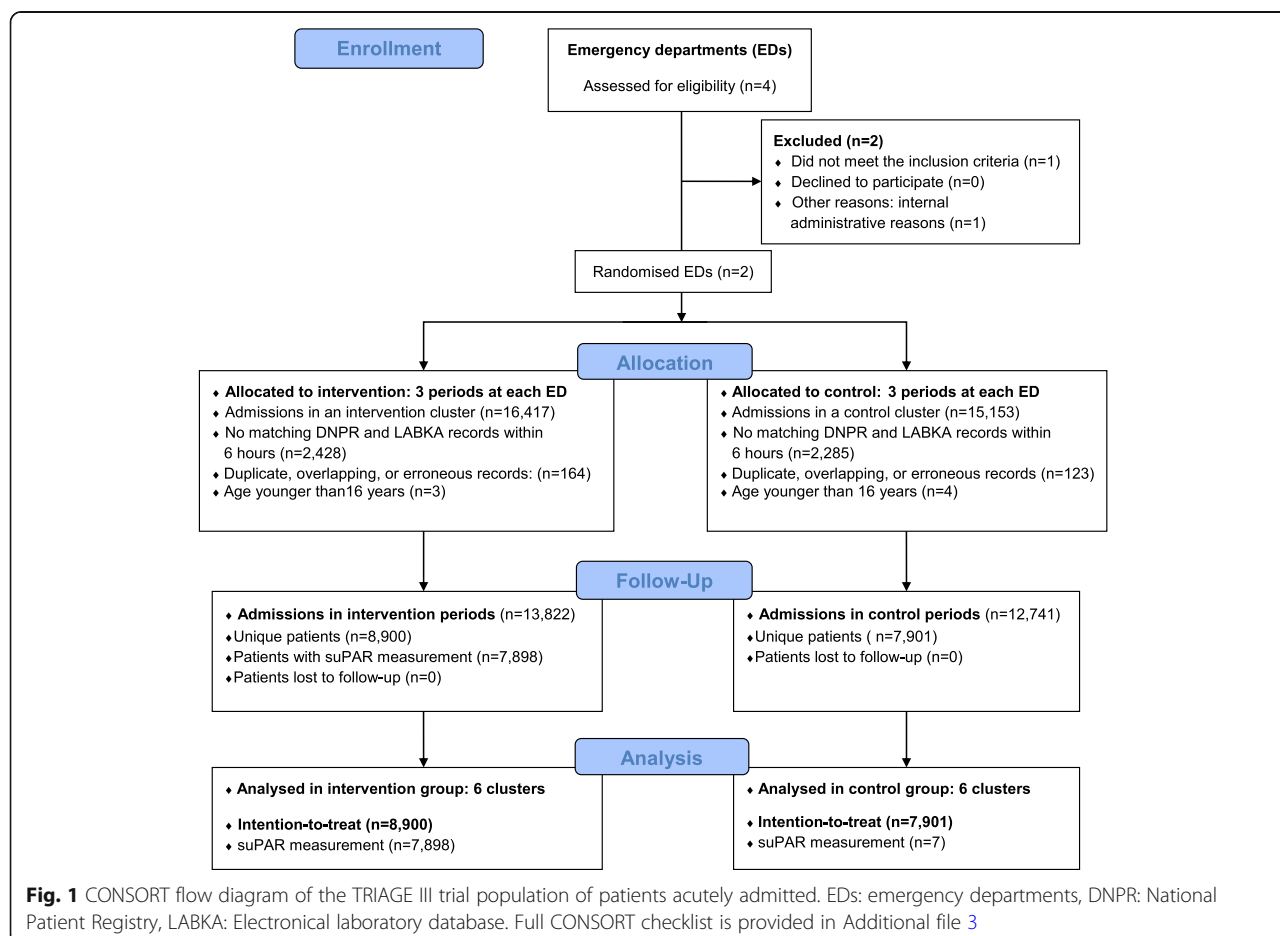 Enrollment
Emergency departments (EDs)
Assessed for eligibility (n=4)
Excluded (n=2)
♦ Did not meet the inclusion criteria (n=1)
♦ Declined to participate (n=0)
♦ Other reasons: internal
administrative reasons (n=1)
Randomised EDs (n=2)
Allocation
♦ Allocated to intervention: 3 periods at each ED
♦ Admissions in an intervention cluster (n=16,417)
♦ No matching DNPR and LABKA records within
6 hours (n=2,428)
♦ Duplicate, overlapping, or erroneous records: (n=164)
♦ Age younger than16 years (n=3)
♦ Allocated to control: 3 periods at each ED
♦ Admissions in a control cluster (n=15,153)
♦ No matching DNPR and LABKA records within
6 hours (n=2,285)
♦ Duplicate, overlapping, or erroneous records (n=123)
♦ Age younger than 16 years (n=4)
Follow-Up
♦ Admissions in intervention periods (n=13,822)
♦ Unique patients (n=8,900)
♦ Patients with suPAR measurement (n=7,898)
♦ Patients lost to follow-up (n=0)
♦ Admissions in control periods (n=12,741)
♦ Unique patients ( n=7,901)
♦ Patients lost to follow-up (n=0)
Analysis
♦ Analysed in intervention group: 6 clusters
♦ Intention-to-treat (n=8,900)
♦ suPAR measurement (n=7,898)
♦ Analysed in control group: 6 clusters
♦ Intention-to-treat (n=7,901)
♦ suPAR measurement (n=7)
Fig. 1 CONSORT flow diagram of the TRIAGE III trial population of patients acutely admitted. EDs: emergency departments, DNPR: National
Patient Registry, LABKA: Electronical laboratory database. Full CONSORT checklist is provided in Additional file 3